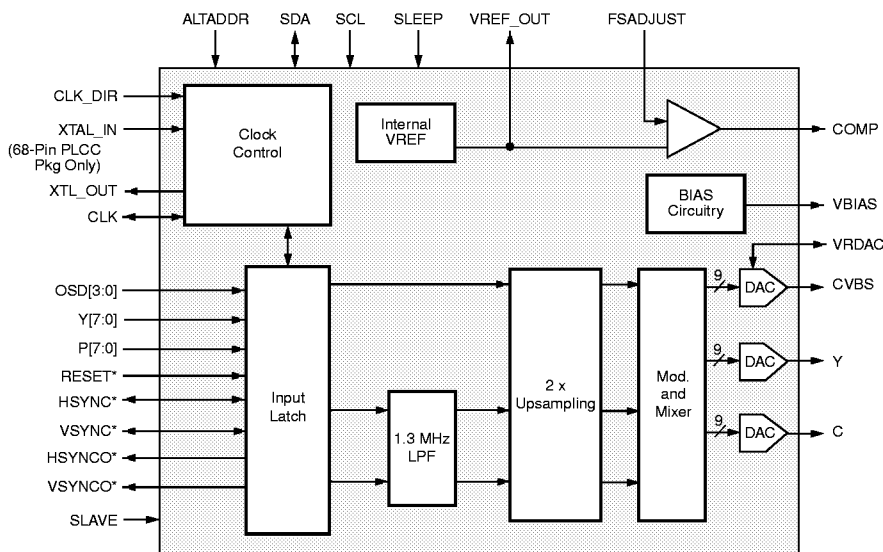 ALTADDR SDA SCL SLEEP VREF_OUT FSADJUST
CLK_DIR
XTAL_IN
(68-Pin PLCC
Pkg Only)
XTL_OUT
CLK
Clock
Control
Internal
VREF
COMP
BIAS
Circuitry
VBIAS
VRDAC
OSD[3:0]
Y[7:0]
P[7:0]
RESET*
HSYNC*
VSYNC*
HSYNCO*
VSYNCO*
SLAVE
Input
Latch
1.3 MHz
LPF
2 x
Upsampling
Mod.
and
Mixer
9
DAC
CVBS
9
DAC
Y
9
DAC
C